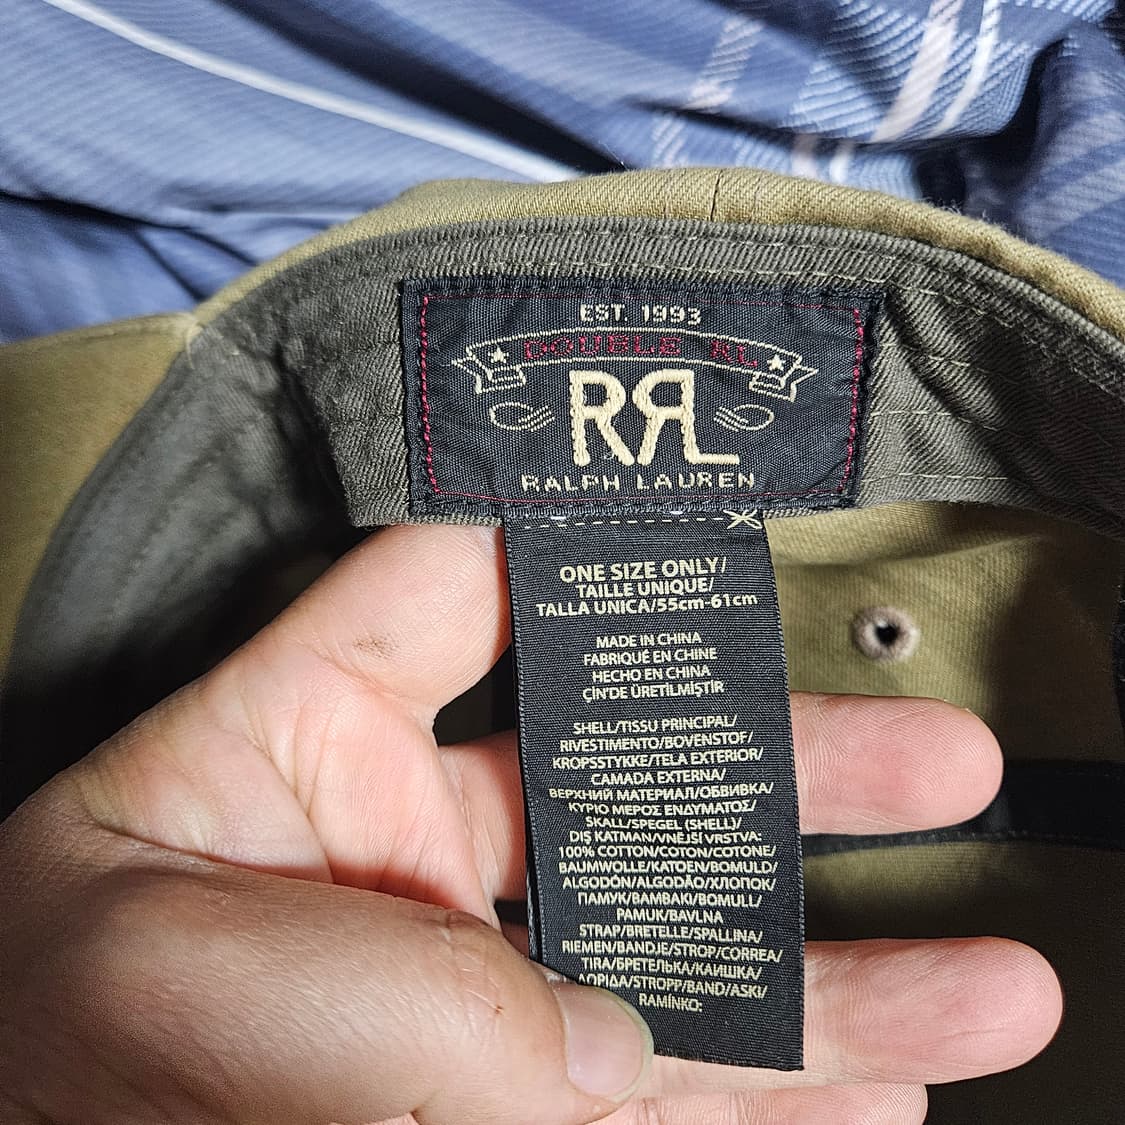 EST. 1993
DOUBLE RL
RRL
RALPH LAUREN
ONE SIZE ONLY/
TAILLE UNIQUE/
TALLA UNICA/55cm-61cm
MADE IN CHINA
FABRIQUÉ EN CHINE
HECHO EN CHINA
ÇİN'DE ÜRETİLMİŞTİR
SHELL/TISSU PRINCIPAL/
RIVESTIMENTO/BOVENSTOF/
KROPSSTYKKE/TELA EXTERIOR/
CAMADA EXTERNA/
ВЕРХНИЙ МАТЕРИАЛ/ОБВИВКА/
ΚΥΡΙΟ ΜΕΡΟΣ ΕΝΔΥΜΑΤΟΣ/
SKALL/SPEGEL (SHELL)/
DIŞ KATMAN/VNĚJŠÍ VRSTVA:
100% COTTON/COTON/COTONE/
BAUMWOLLE/KATOEN/BOMULD/
ALGODÓN/ALGODÃO/ХЛОПОК/
ПАМУК/ΒΑΜΒΑΚΙ/BOMULL/
PAMUK/BAVLNA
STRAP/BRETELLE/SPALLINA/
RIEMEN/BANDJE/STROP/CORREA/
TIRA/БРЕТЕЛЬКА/КАИШКА/
ΛΩΡΙΔΑ/STROPP/BAND/ASKI/
RAMÍNKO: